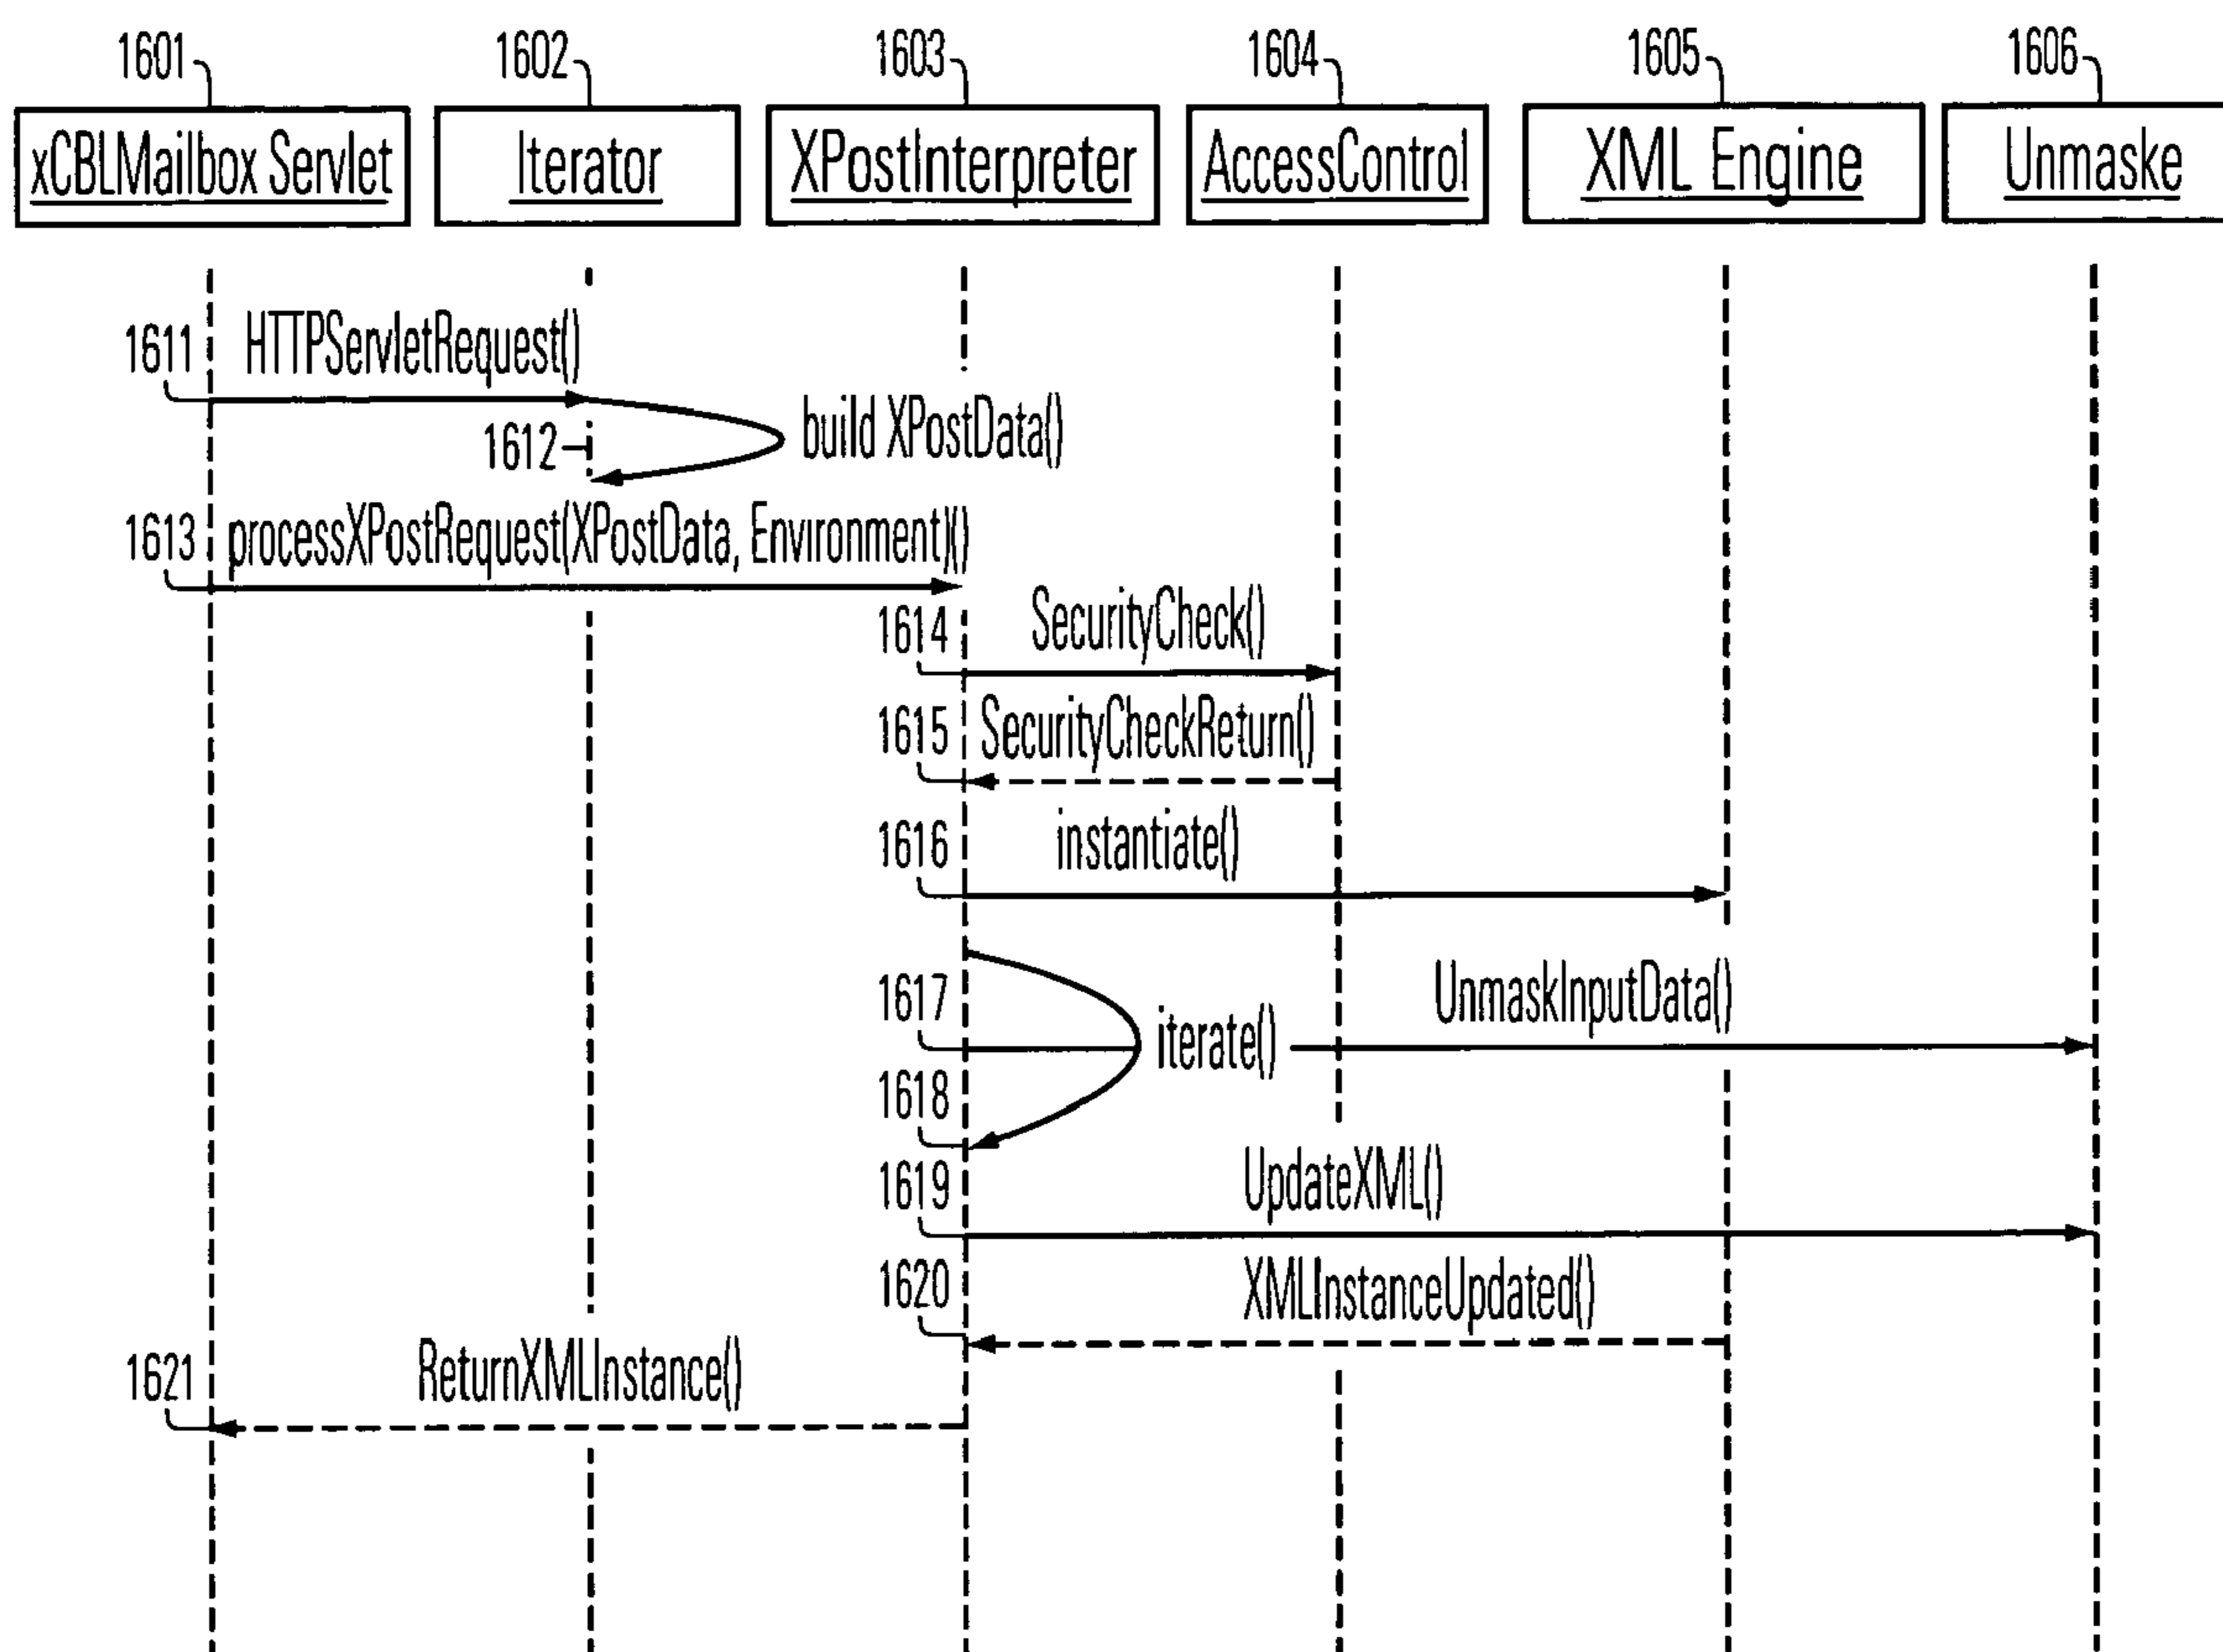 1601 1602 1603 1604 1605 1606
xCBLMailbox Servlet Iterator XPostInterpreter AccessControl XML Engine Unmaske
1611 HTTPServletRequest()
1612 build XPostData()
1613 processXPostRequest(XPostData, Environment)()
1614 SecurityCheck()
1615 SecurityCheckReturn()
1616 instantiate()
1617 iterate() UnmaskInputData()
1618
1619 UpdateXML()
1620 XMLInstanceUpdated()
1621 ReturnXMLInstance()